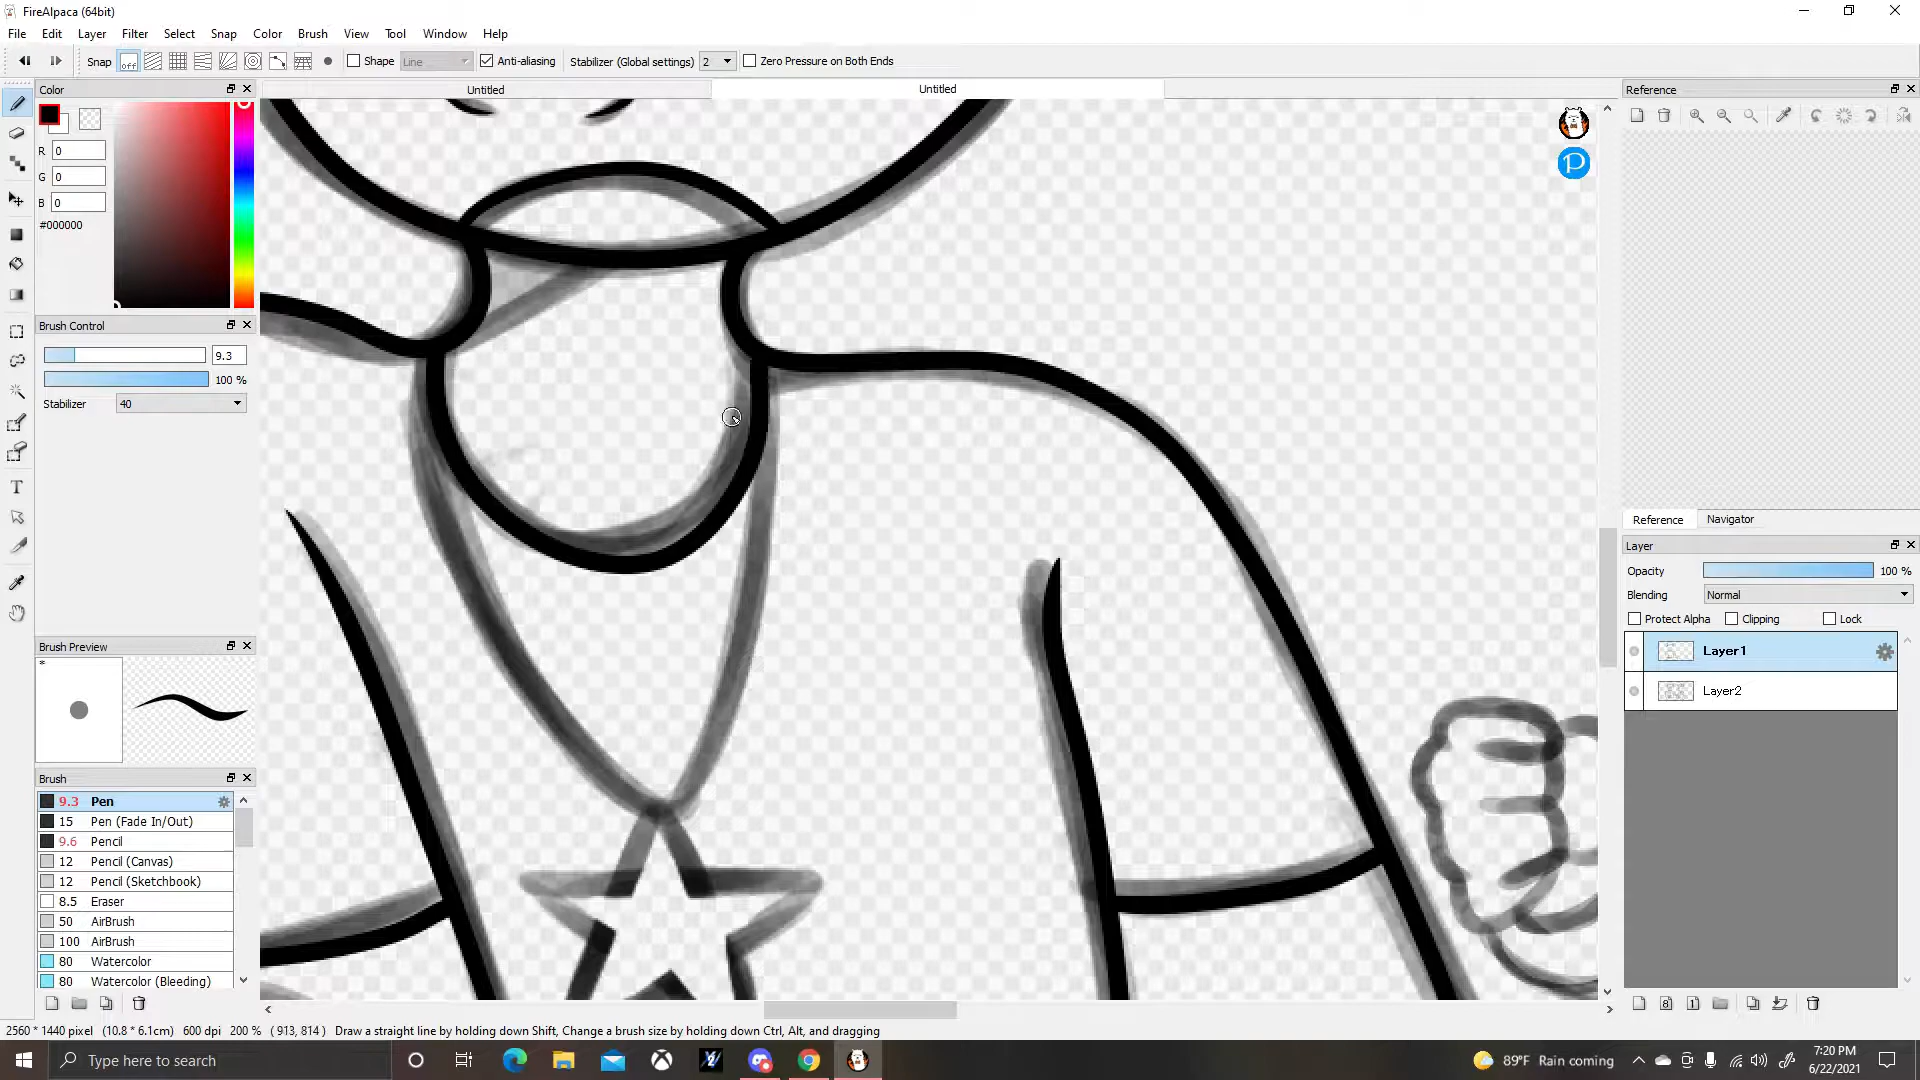 FireAlpaca (64bit)
File Edit Layer Filter Select Snap Color Brush View Tool Window Help
Snap off Shape Line Anti-aliasing Stabilizer (Global settings) 2 Zero Pressure on Both Ends
Color
Untitled Untitled
Reference
R 0
G 0
B 0
#000000
Brush Control
9.3
100 %
Stabilizer 40
Reference Navigator
Layer
Opacity 100 %
Blending Normal
Protect Alpha Clipping Lock
Layer1
Layer2
Brush Preview
*
Brush
9.3 Pen
15 Pen (Fade In/Out)
9.6 Pencil
12 Pencil (Canvas)
12 Pencil (Sketchbook)
8.5 Eraser
50 AirBrush
100 AirBrush
80 Watercolor
80 Watercolor (Bleeding)
2560 * 1440 pixel (10.8 * 6.1cm) 600 dpi 200 % ( 913, 814 ) Draw a straight line by holding down Shift, Change a brush size by holding down Ctrl, Alt, and dragging
Type here to search
89°F Rain coming
7:20 PM
6/22/2021